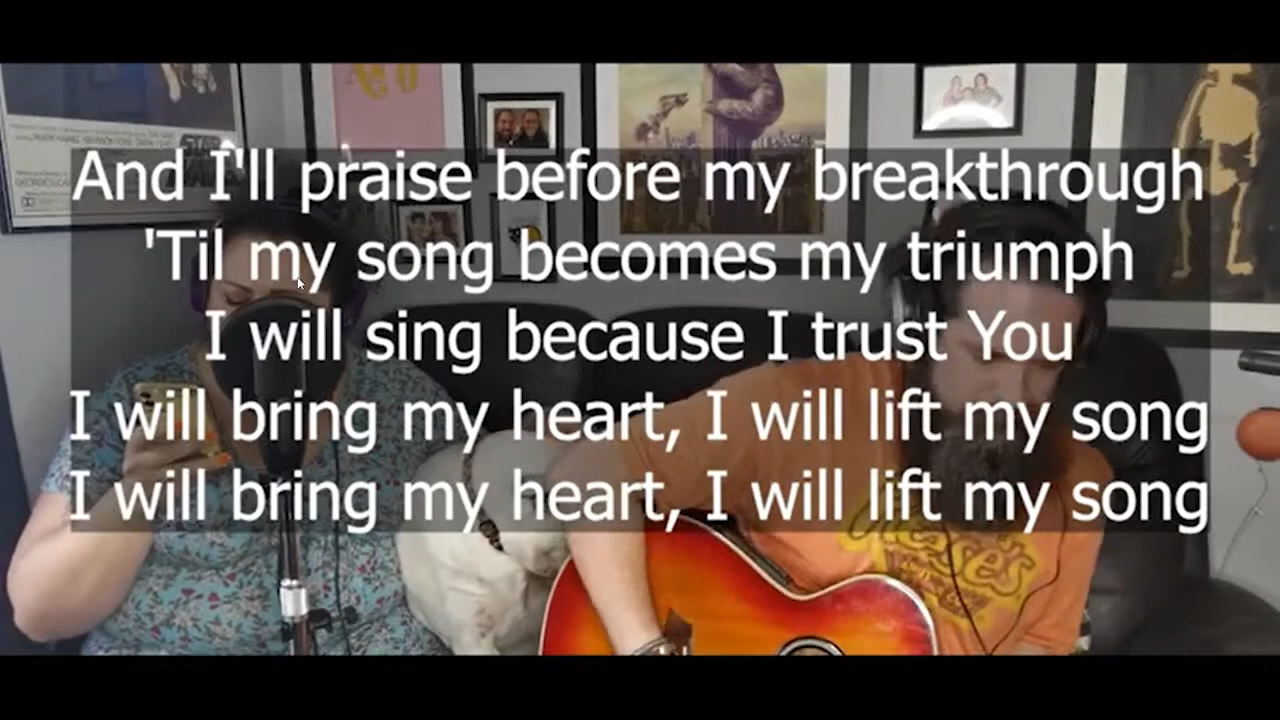 And I'll praise before my breakthrough
'Til my song becomes my triumph
I will sing because I trust You
I will bring my heart, I will lift my song
I will bring my heart, I will lift my song